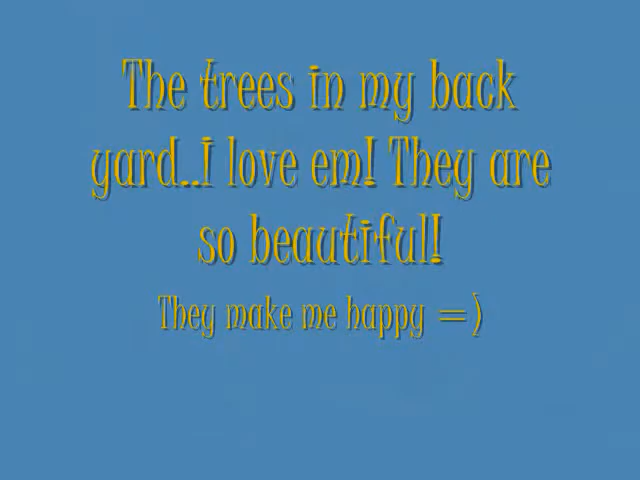 The trees in my back
yard..I love em! They are
so beautiful!
They make me happy =)